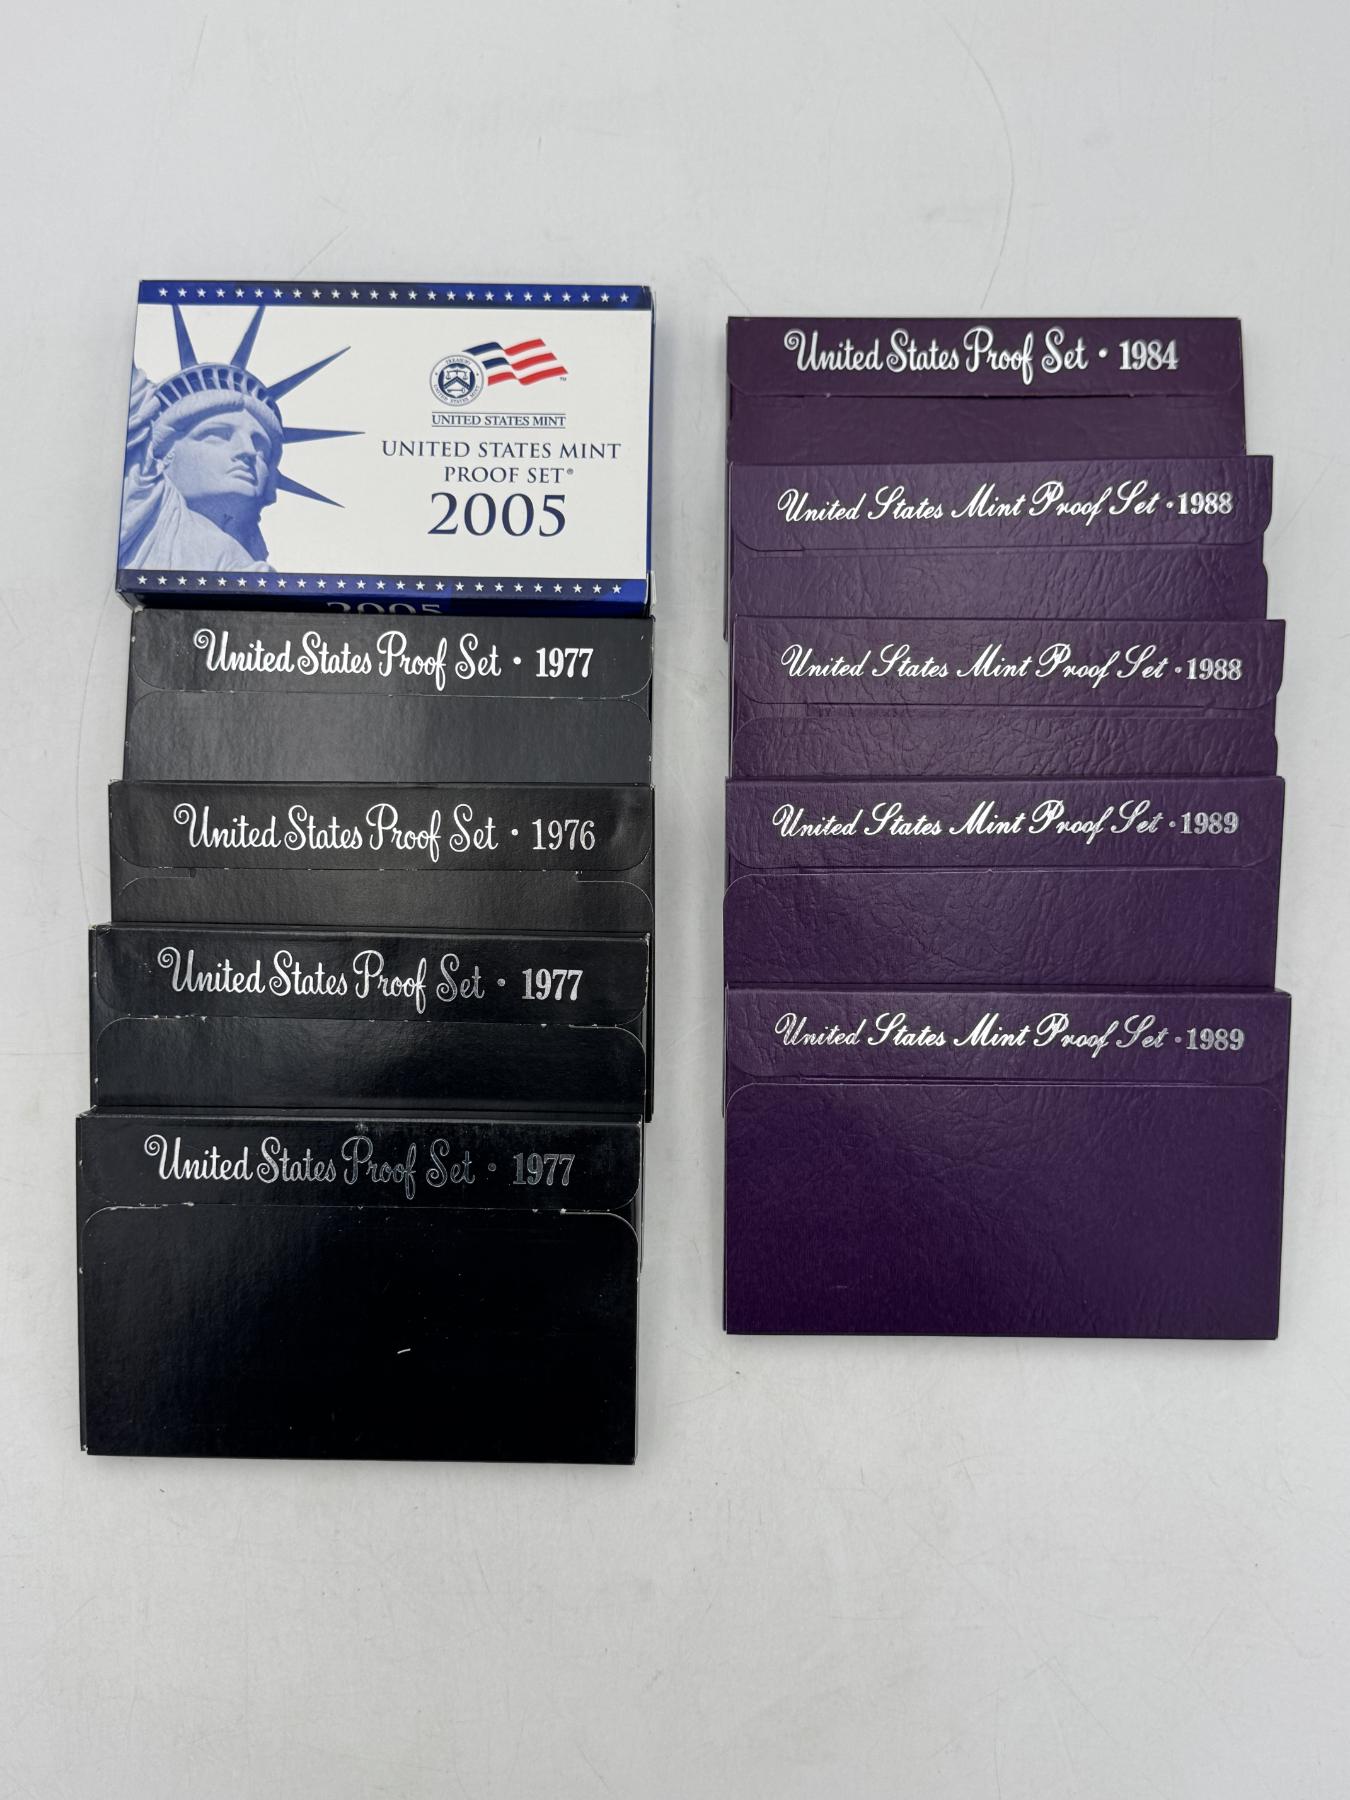 UNITED STATES MINT
UNITED STATES MINT
PROOF SET®
2005
2005
United States Proof Set · 1977
United States Proof Set · 1976
United States Proof Set · 1977
United States Proof Set · 1977
United States Proof Set · 1984
United States Mint Proof Set · 1988
United States Mint Proof Set · 1988
United States Mint Proof Set · 1989
United States Mint Proof Set · 1989